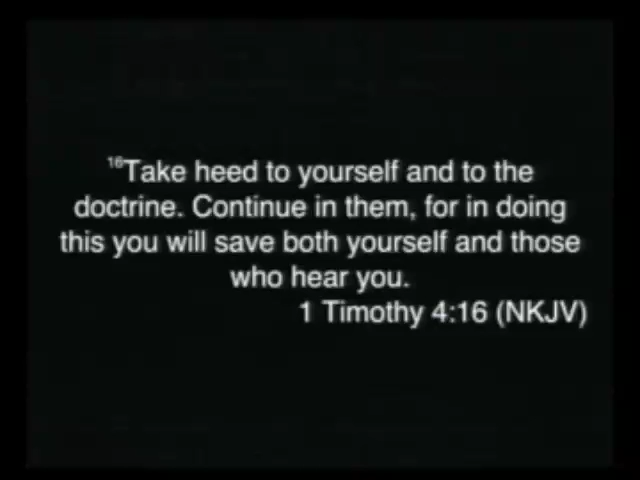 16Take heed to yourself and to the
doctrine. Continue in them, for in doing
this you will save both yourself and those
who hear you.
1 Timothy 4:16 (NKJV)